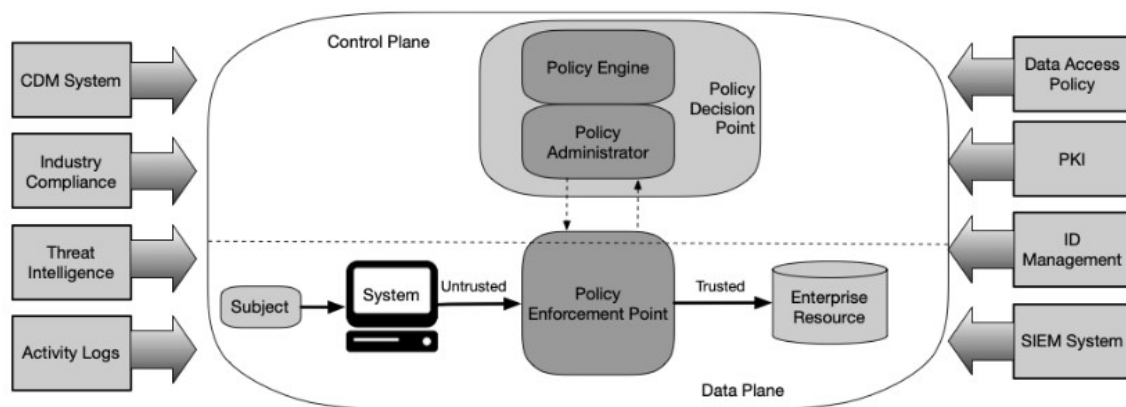 Control Plane
CDM System
Industry
Compliance
Threat
Intelligence
Activity Logs
Policy Engine
Policy
Administrator
Policy
Decision
Point
Subject
System
Untrusted
Policy
Enforcement Point
Trusted
Enterprise
Resource
Data Plane
Data Access
Policy
PKI
ID
Management
SIEM System